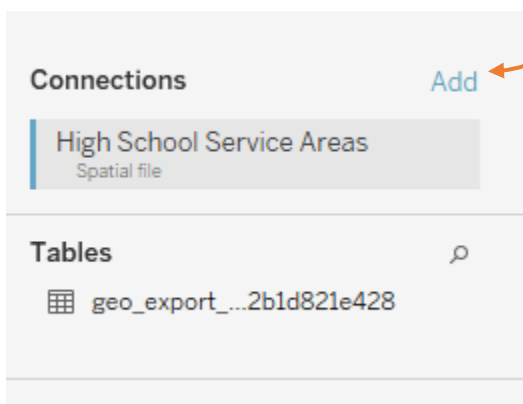 Connections Add
High School Service Areas
Spatial file
Tables
geo_export_...2b1d821e428